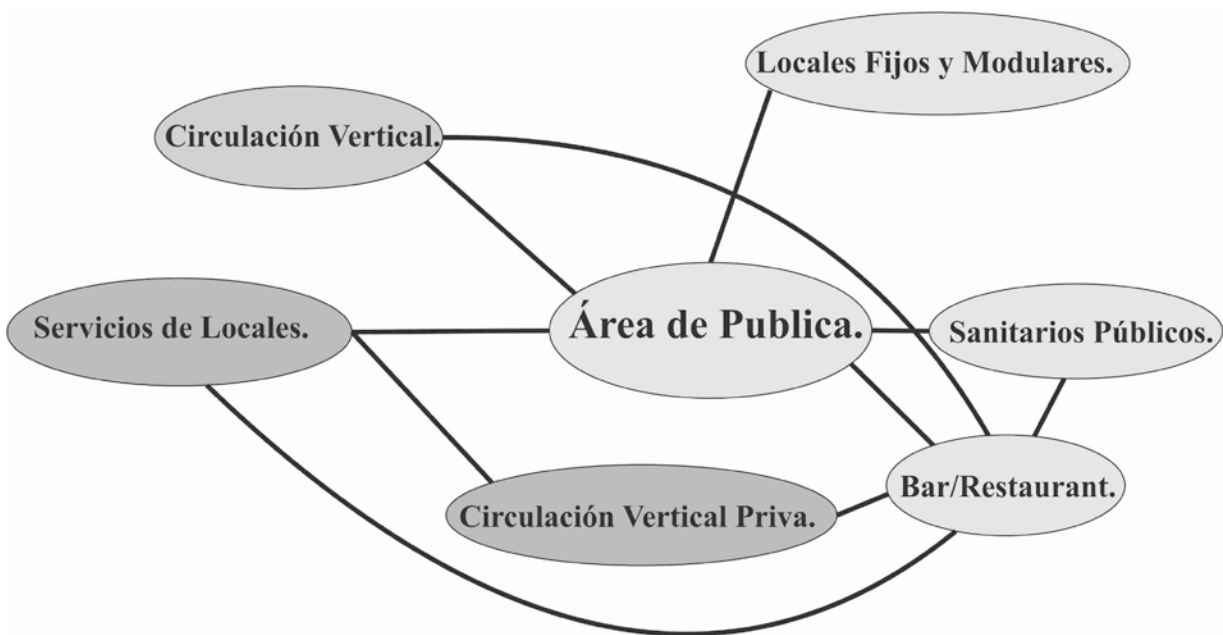 Locales Fijos y Modulares.
Circulación Vertical.
Servicios de Locales.
Área de Publica.
Sanitarios Públicos.
Bar/Restaurant.
Circulación Vertical Priva.